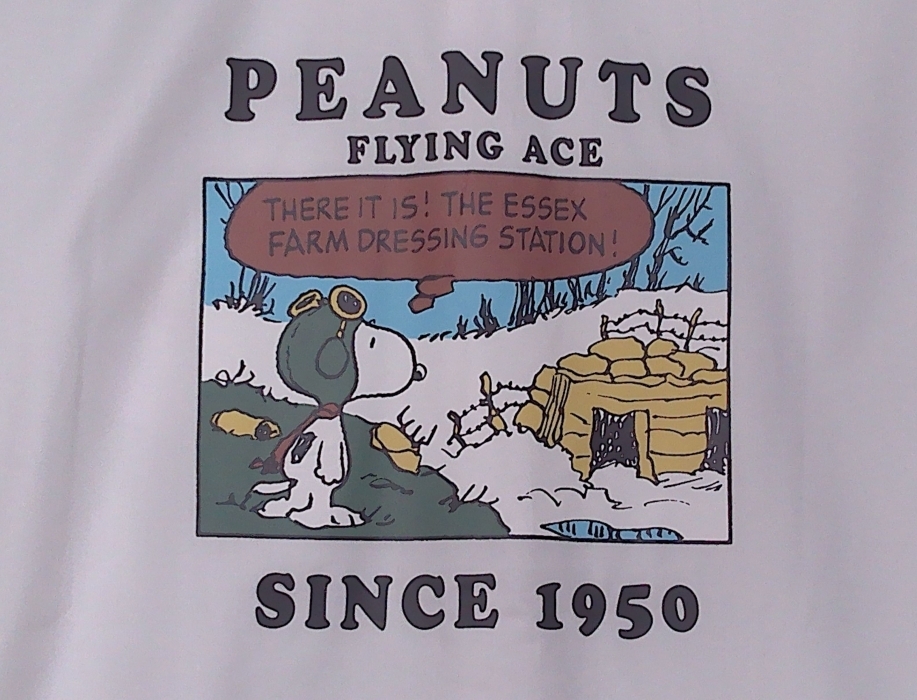 PEANUTS
FLYING ACE
THERE IT IS! THE ESSEX
FARM DRESSING STATION!
SINCE 1950